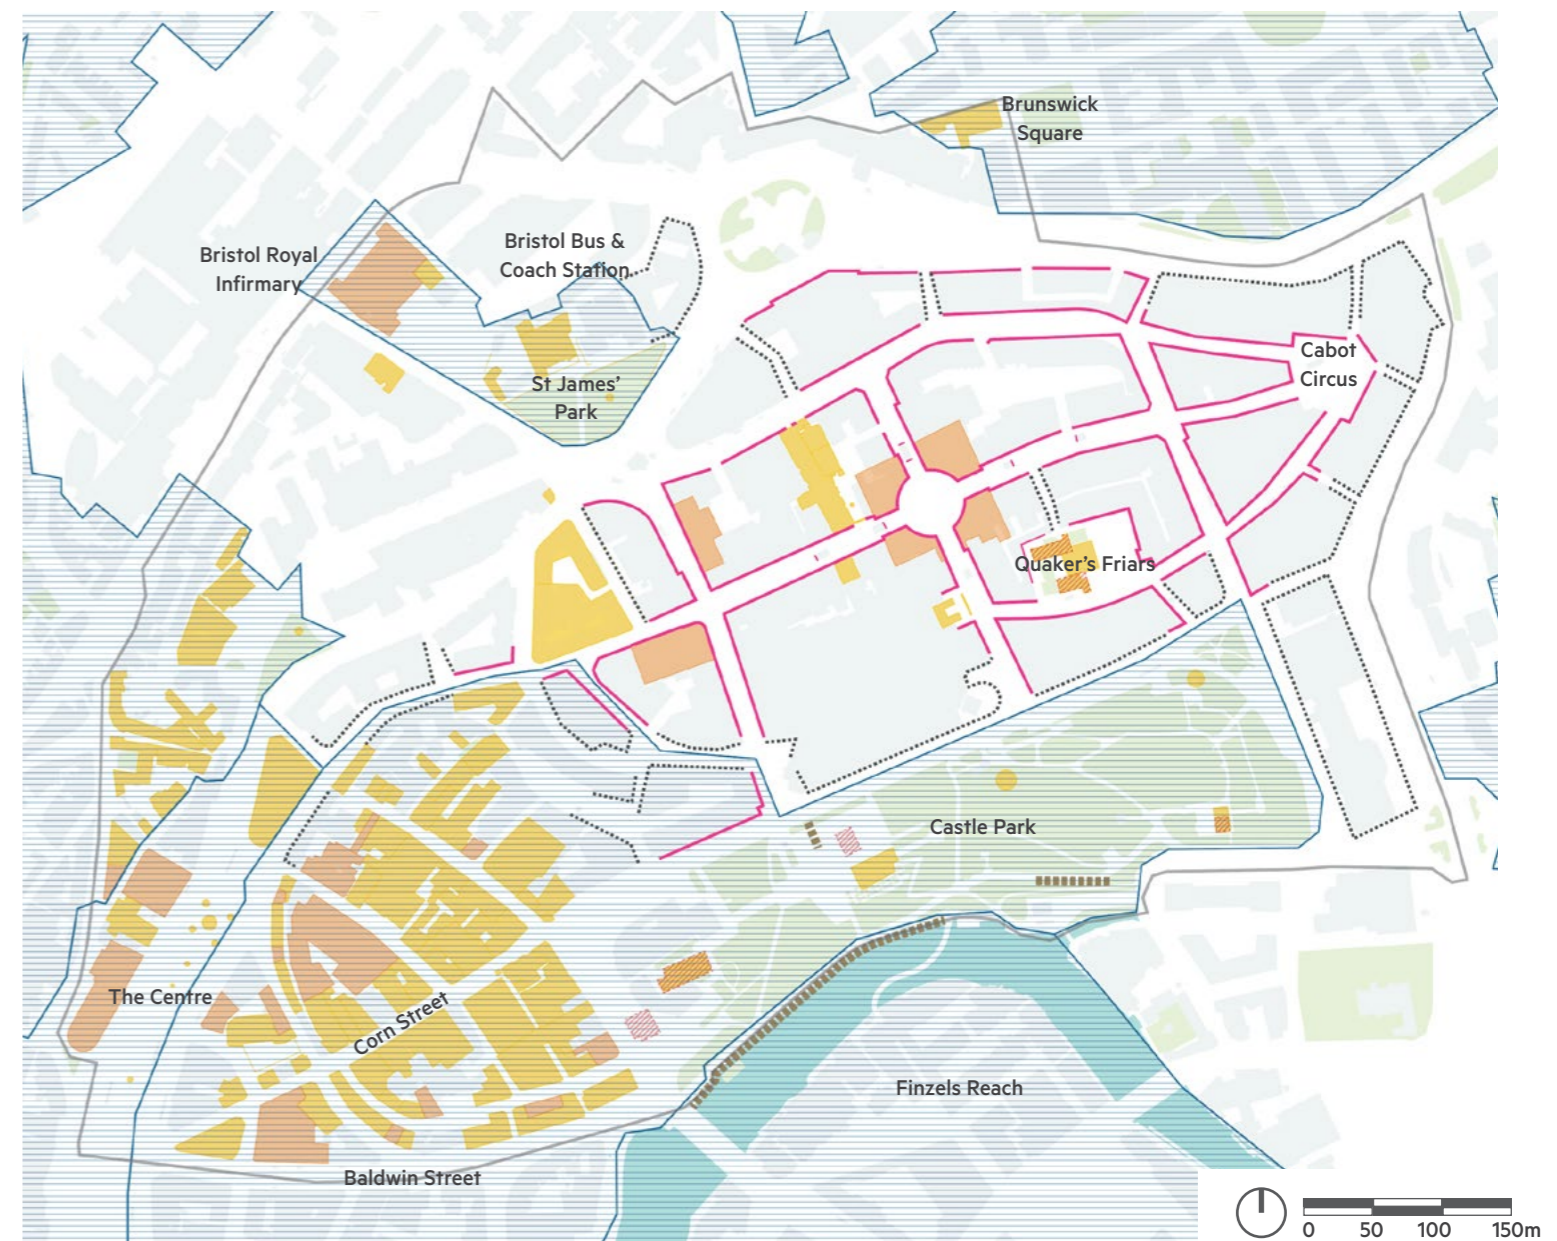 Brunswick
Square
Bristol Royal
Infirmary
Bristol Bus &
Coach Station
Cabot
Circus
St James’
Park
Quaker’s Friars
Castle Park
The Centre
Corn Street
Finzels Reach
Baldwin Street
0 50 100 150m